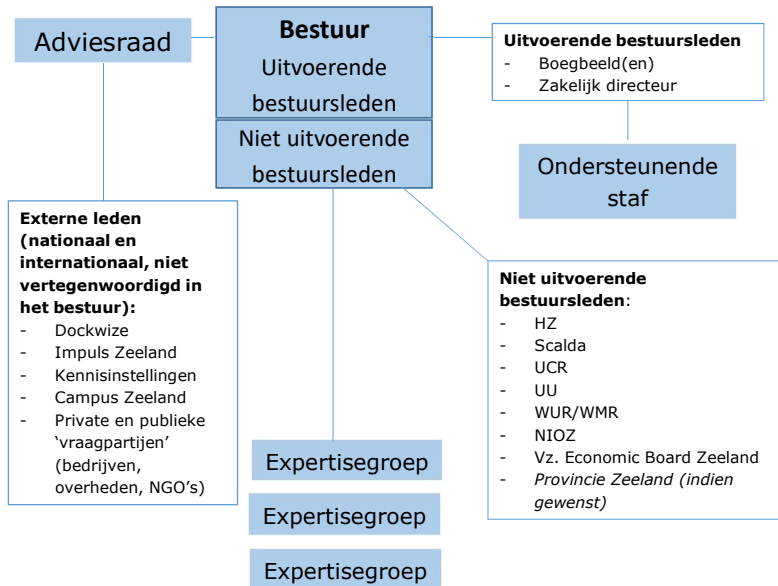 Adviesraad
Bestuur
Uitvoerende
bestuursleden
Niet uitvoerende
bestuursleden
Uitvoerende bestuursleden
- Boegbeeld(en)
- Zakelijk directeur
Ondersteunende
staf
Externe leden
(nationaal en
internationaal, niet
vertegenwoordigd in
het bestuur):
- Dockwize
- Impuls Zeeland
- Kennisinstellingen
- Campus Zeeland
- Private en publieke
‘vraagpartijen’
(bedrijven,
overheden, NGO’s)
Niet uitvoerende
bestuursleden:
- HZ
- Scalda
- UCR
- UU
- WUR/WMR
- NIOZ
- Vz. Economic Board Zeeland
- Provincie Zeeland (indien
gewenst)
Expertisegroep
Expertisegroep
Expertisegroep